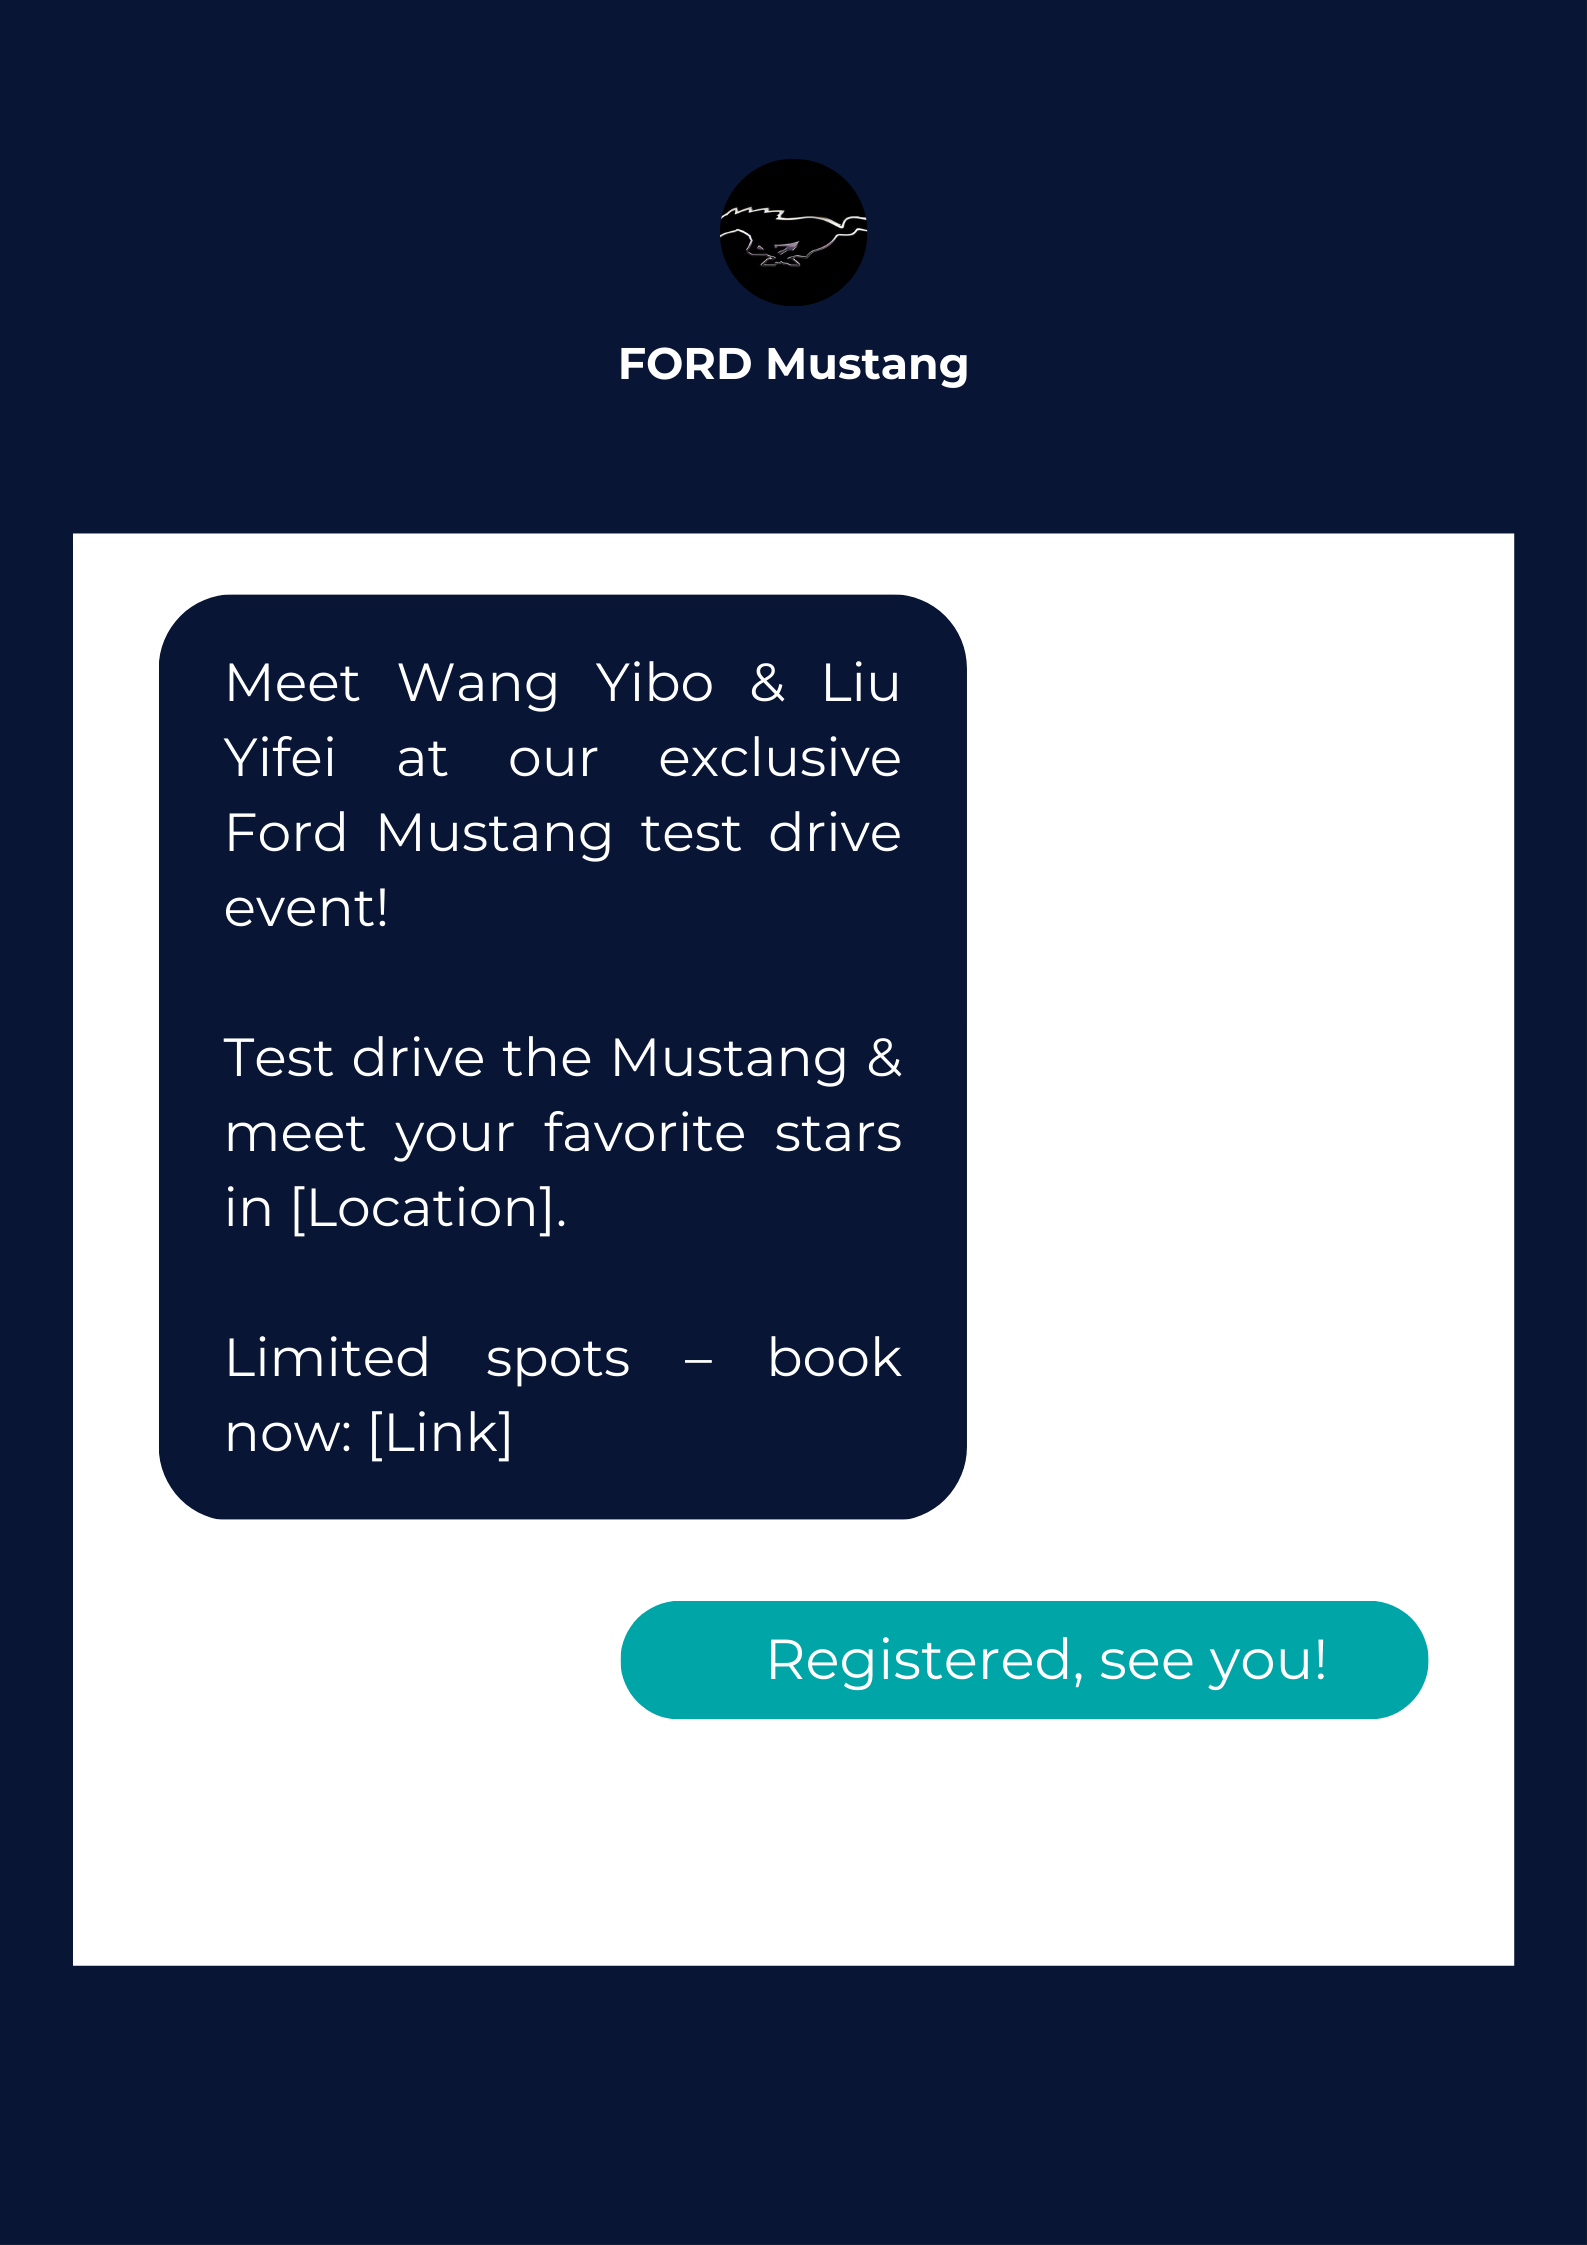 FORD Mustang
Meet Wang Yibo & Liu
Yifei at our exclusive
Ford Mustang test drive
event!
Test drive the Mustang &
meet your favorite stars
in [Location].
Limited spots – book
now: [Link]
Registered, see you!